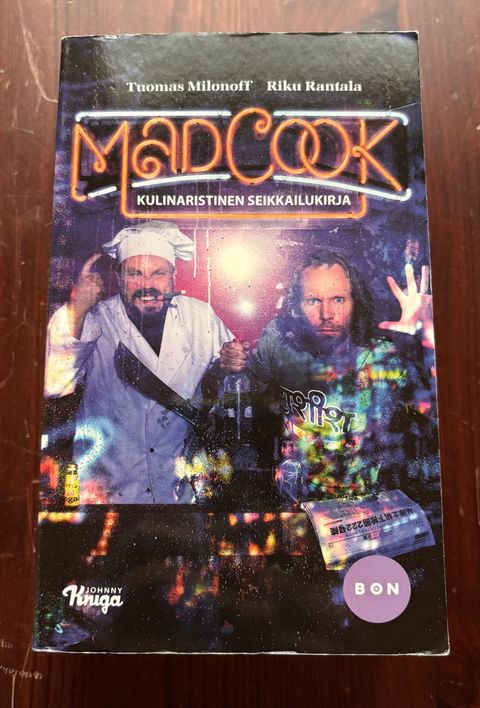 Tuomas Milonoff Riku Rantala
MADCOOK
KULINARISTINEN SEIKKAILUKIRJA
JOHNNY
Kniga
BON